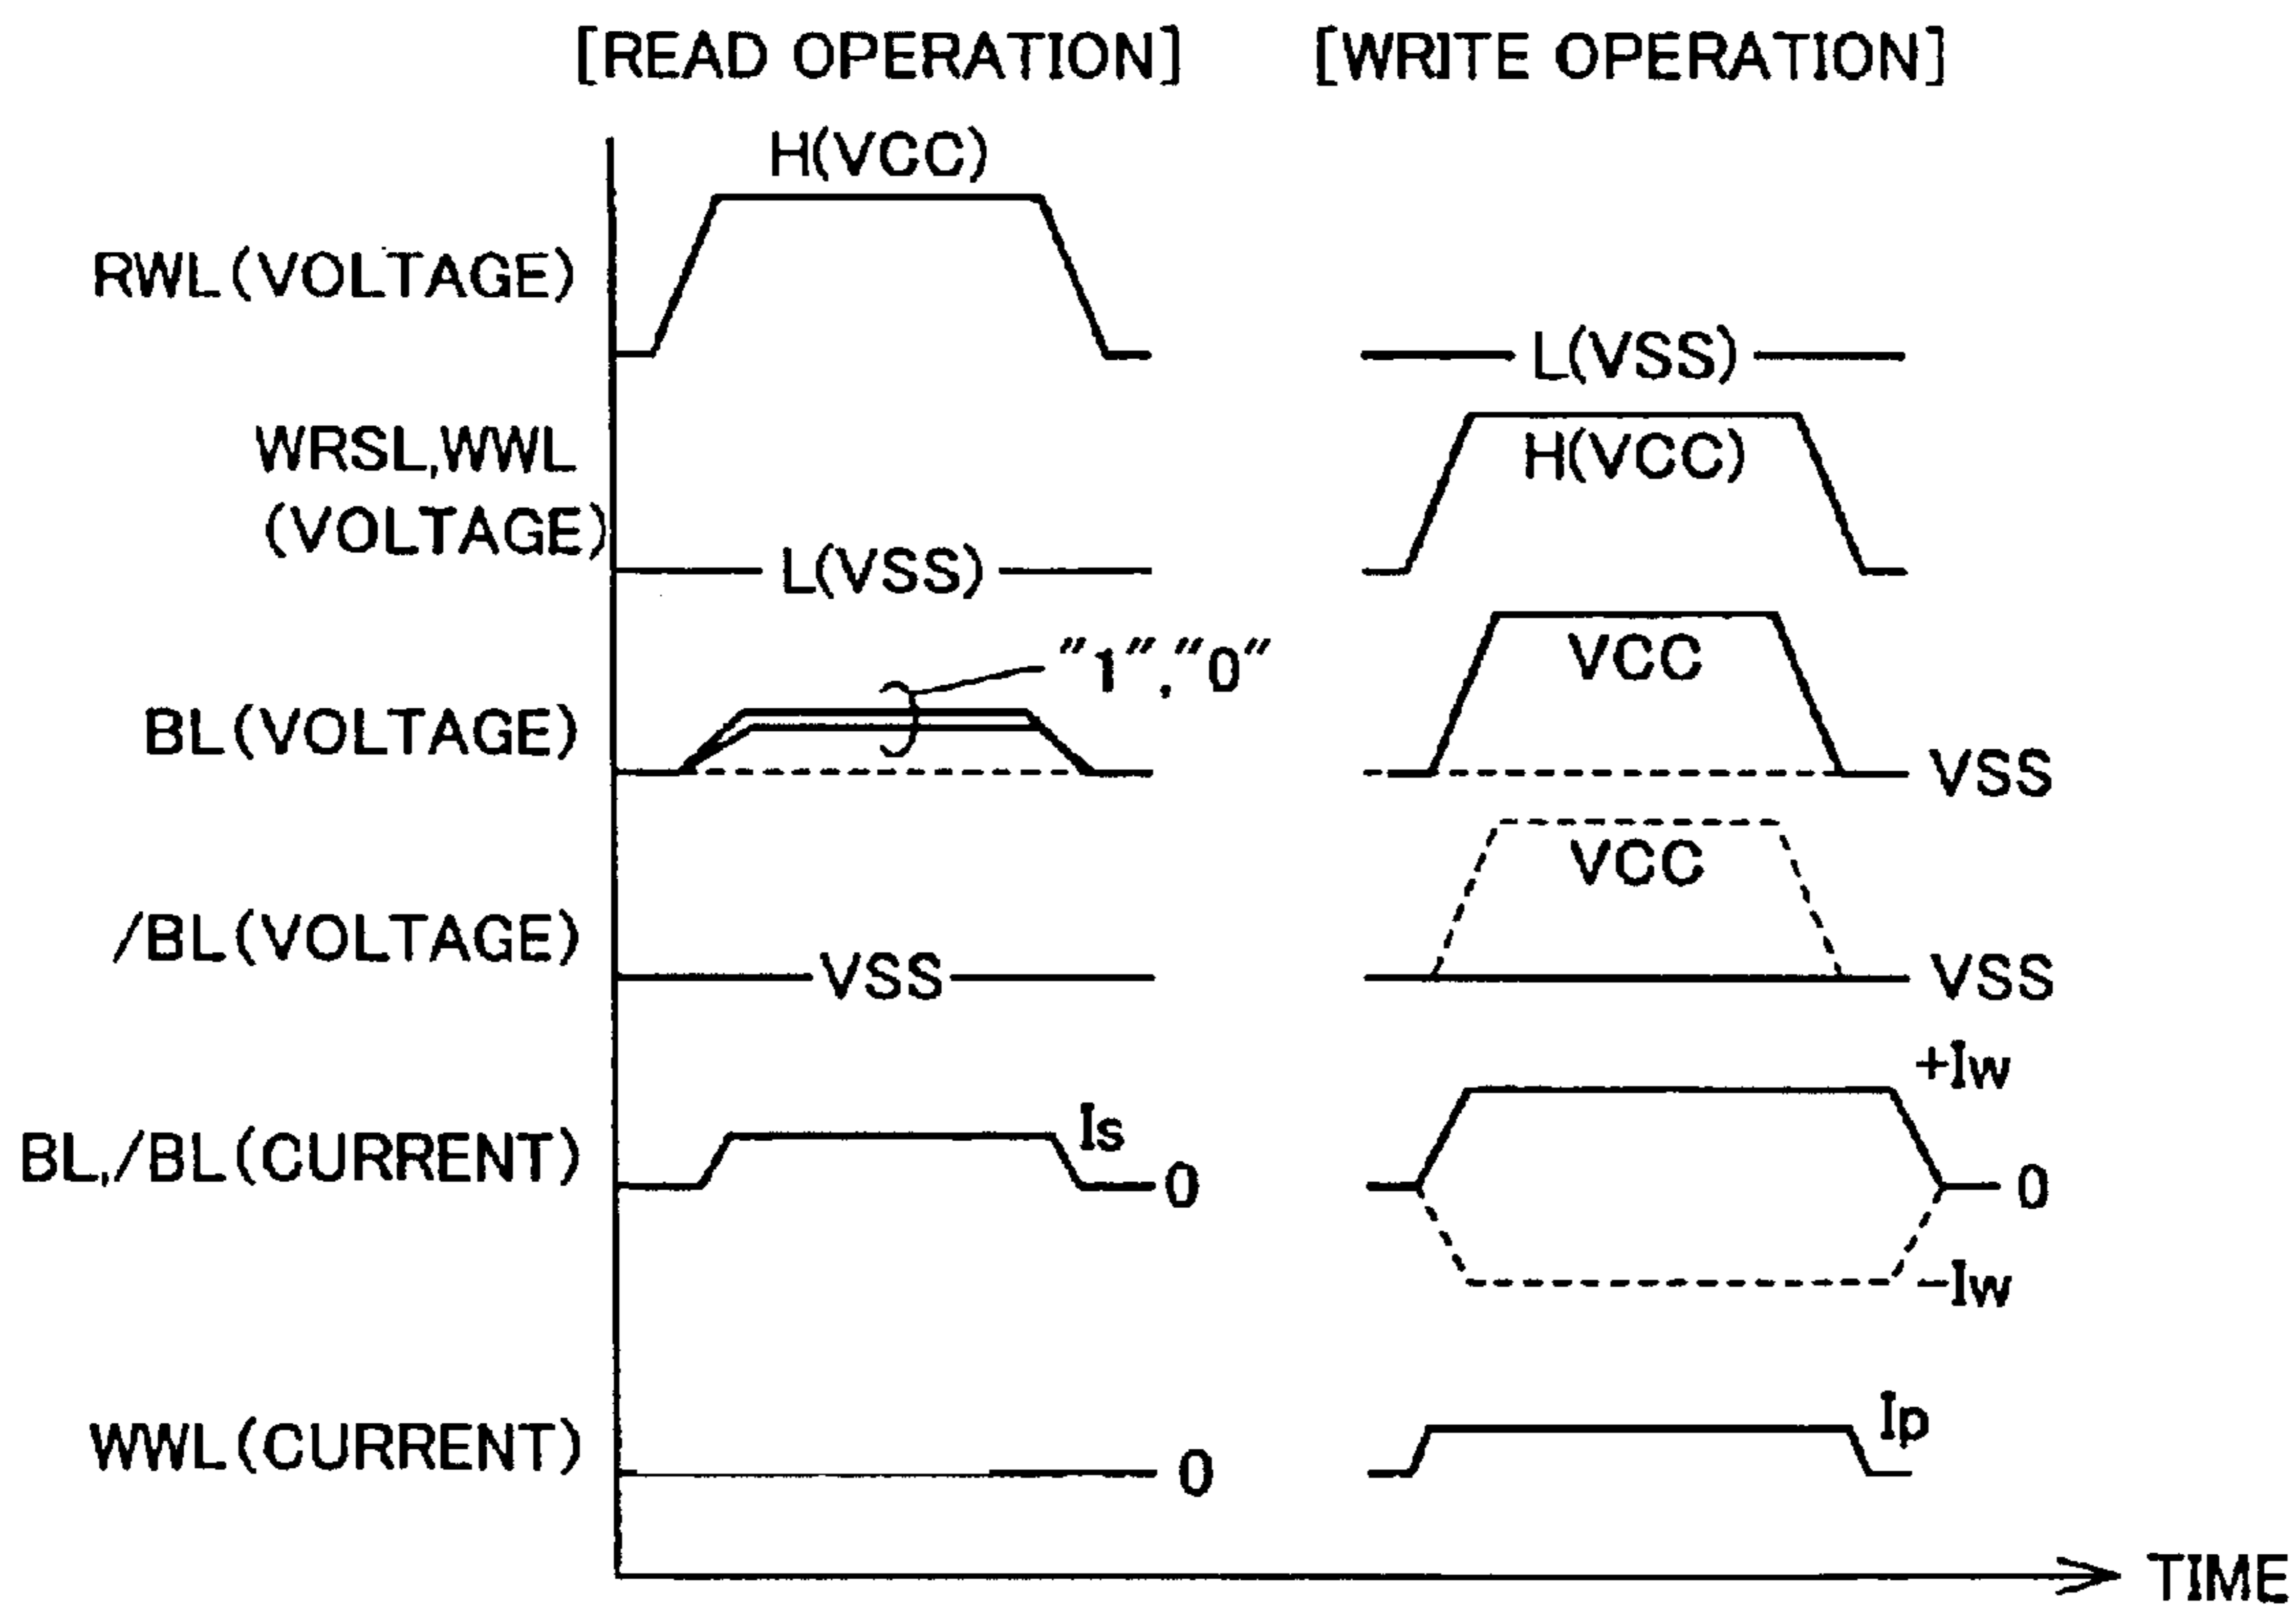 [READ OPERATION] [WRITE OPERATION]
H(VCC)
RWL(VOLTAGE)
L(VSS)
WRSL,WWL
(VOLTAGE)
L(VSS)
H(VCC)
BL(VOLTAGE)
"1","0"
VCC
VSS
/BL(VOLTAGE)
VSS
VCC
VSS
BL,/BL(CURRENT)
Is
0
+Iw
0
-Iw
WWL(CURRENT)
0
Ip
TIME